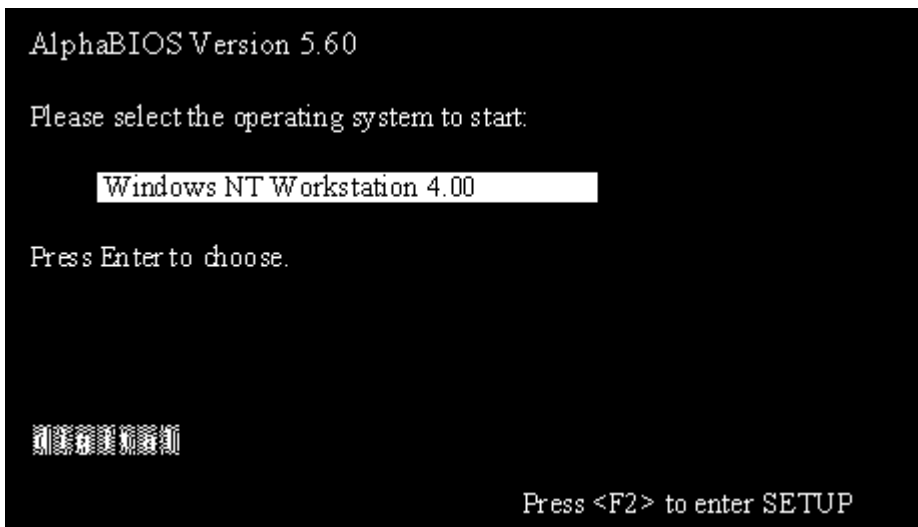 AlphaBIOS Version 5.60
Please select the operating system to start:
Windows NT Workstation 4.00
Press Enter to choose.
digital
Press <F2> to enter SETUP